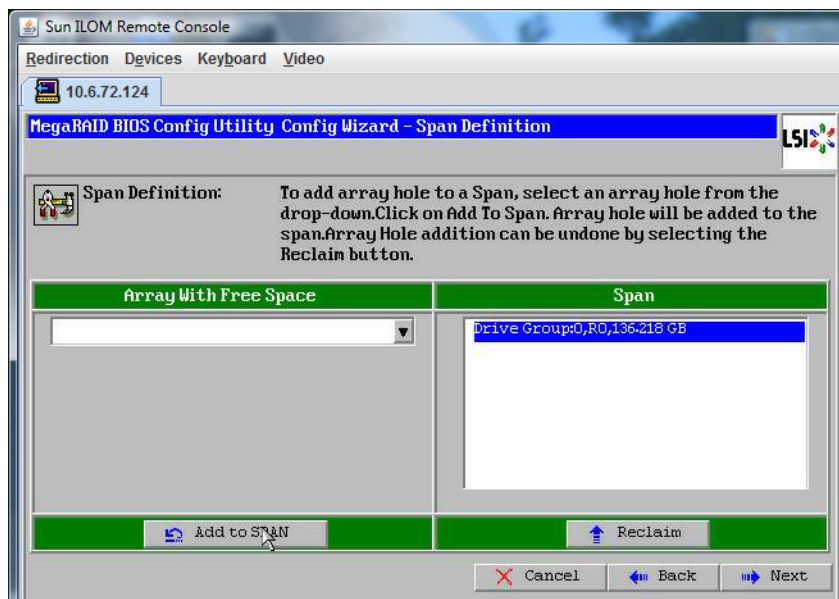 Sun ILOM Remote Console
Redirection Devices Keyboard Video
10.6.72.124
MegaRAID BIOS Config Utility Config Wizard - Span Definition
LSI
Span Definition:
To add array hole to a Span, select an array hole from the
drop-down.Click on Add To Span. Array hole will be added to the
span.Array Hole addition can be undone by selecting the
Reclaim button.
Array With Free Space
Span
Drive Group:0,R0,136.218 GB
Add to SPAN
Reclaim
Cancel
Back
Next